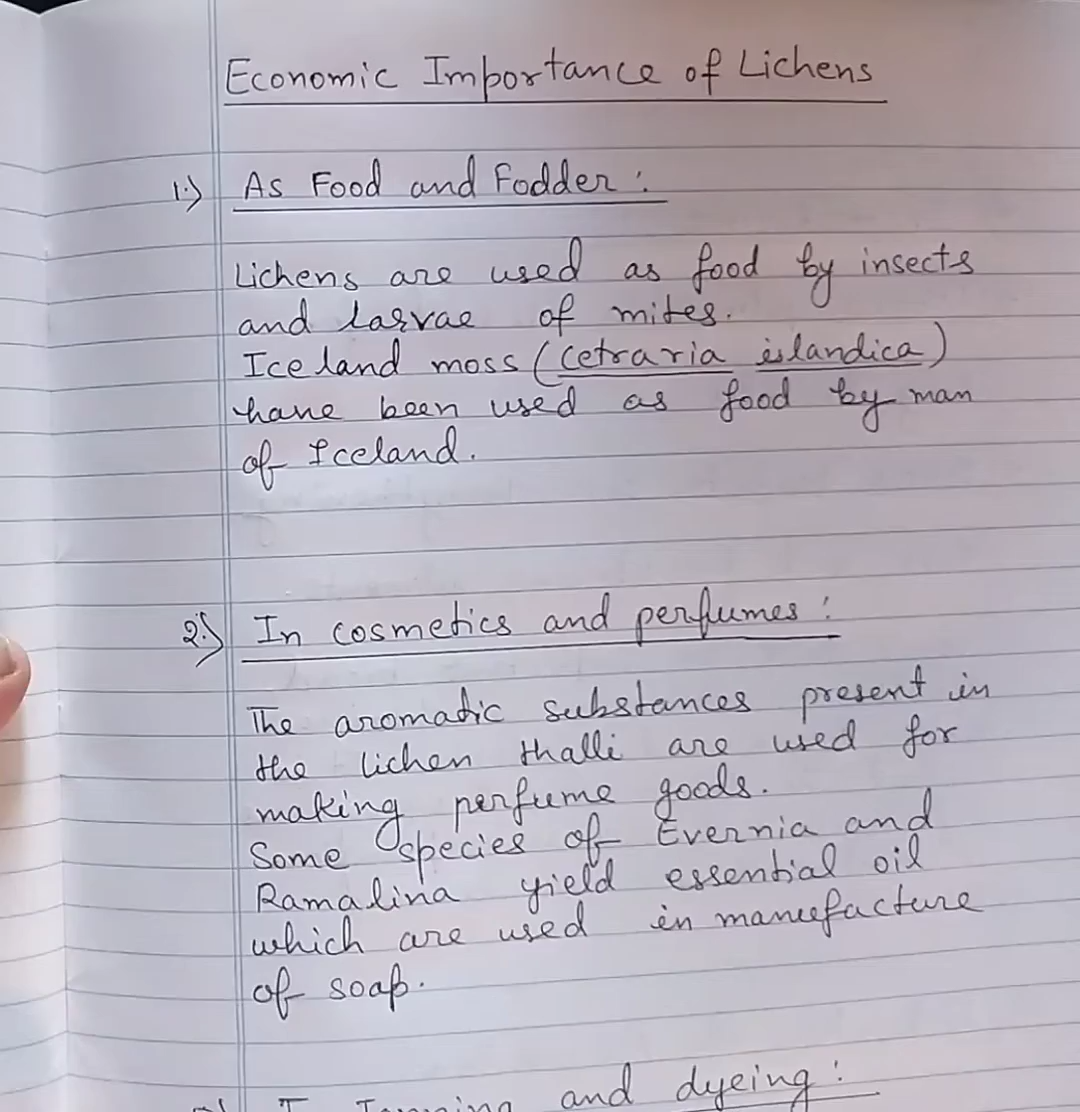 Economic Importance of Lichens
1.) As Food and Fodder :
Lichens are used as food by insects
and larvae of mites.
Iceland moss (Cetraria islandica)
have been used as food by man
of Iceland.
2.) In cosmetics and perfumes :
The aromatic substances present in
the lichen thalli are used for
making perfume goods.
Some species of Evernia and
Ramalina yield essential oil
which are used in manufacture
of soap.
and dyeing :